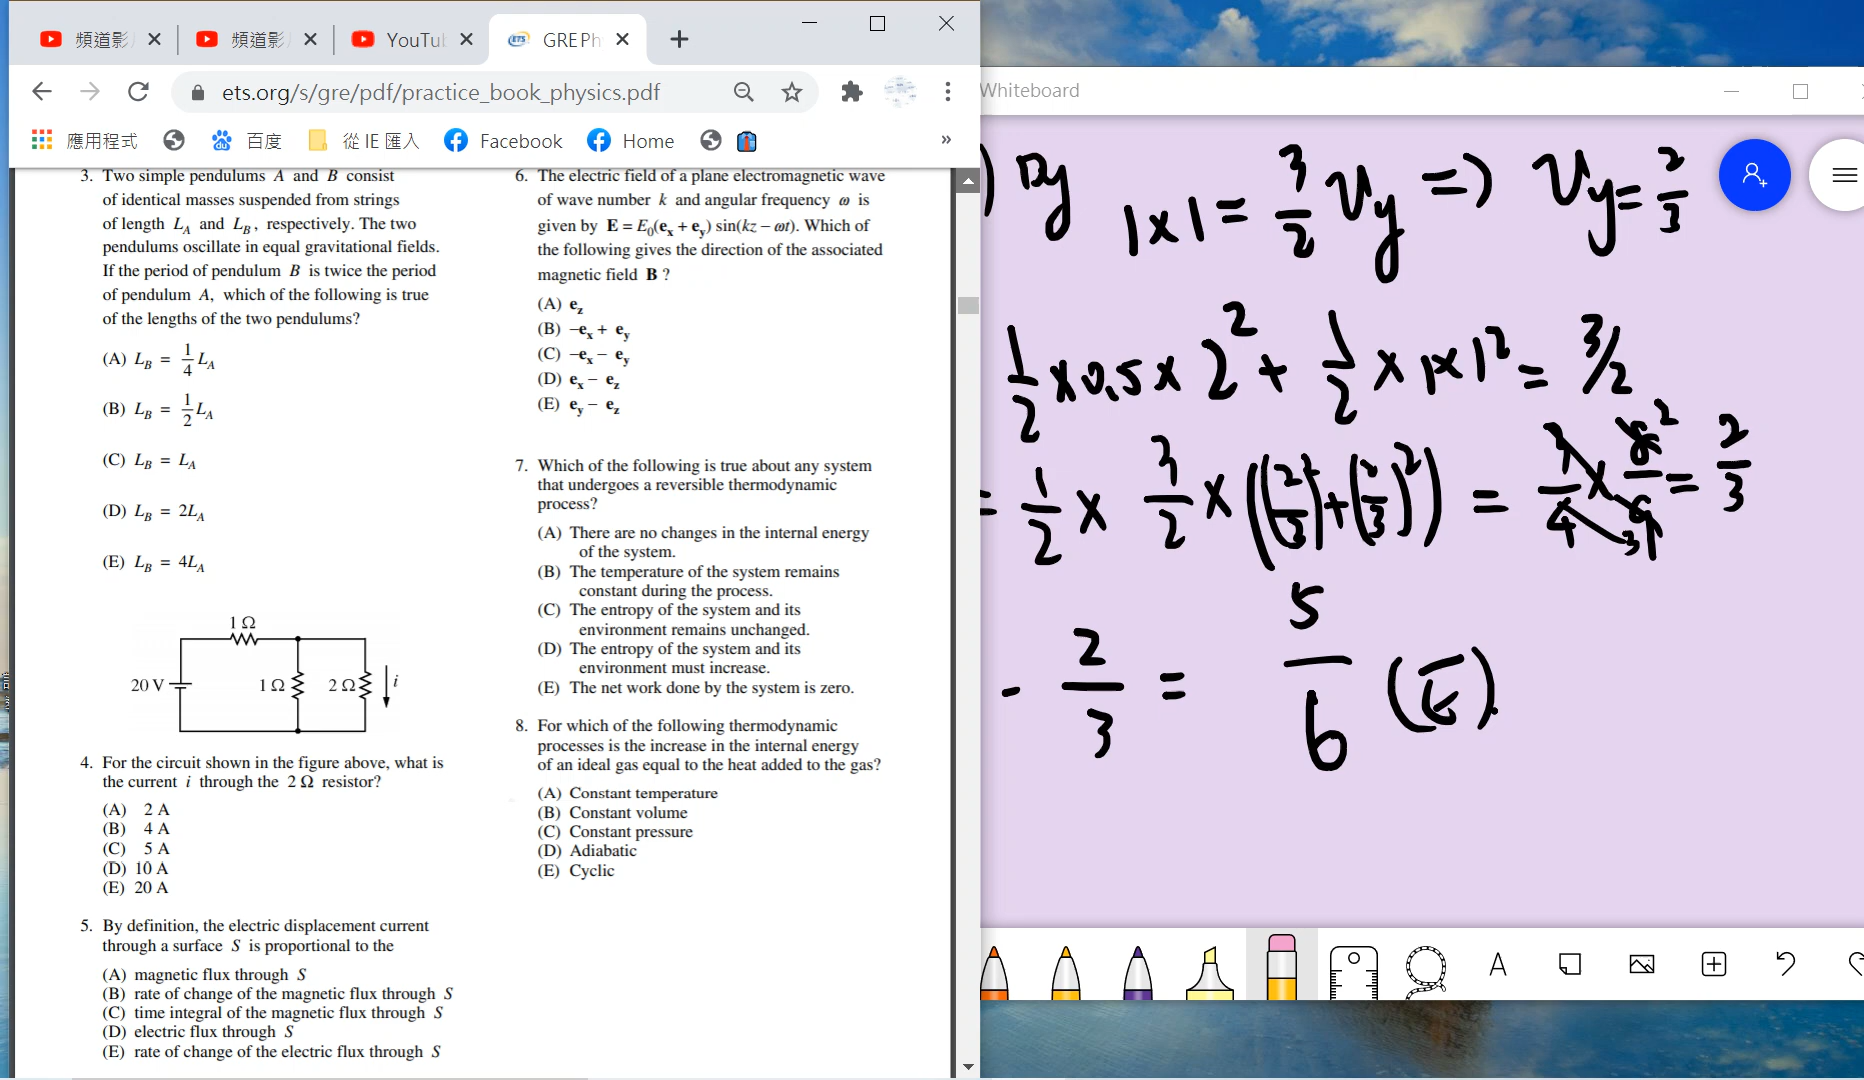 頻道影
頻道影
YouTu
GRE Ph
ets.org/s/gre/pdf/practice_book_physics.pdf
應用程式
百度
從 IE 匯入
Facebook
Home
»
3. Two simple pendulums A and B consist
of identical masses suspended from strings
of length L_A and L_B, respectively. The two
pendulums oscillate in equal gravitational fields.
If the period of pendulum B is twice the period
of pendulum A, which of the following is true
of the lengths of the two pendulums?
(A) L_B = 1/4 L_A
(B) L_B = 1/2 L_A
(C) L_B = L_A
(D) L_B = 2L_A
(E) L_B = 4L_A
1 Ω
20 V
1 Ω
2 Ω
i
4. For the circuit shown in the figure above, what is
the current i through the 2 Ω resistor?
(A) 2 A
(B) 4 A
(C) 5 A
(D) 10 A
(E) 20 A
5. By definition, the electric displacement current
through a surface S is proportional to the
(A) magnetic flux through S
(B) rate of change of the magnetic flux through S
(C) time integral of the magnetic flux through S
(D) electric flux through S
(E) rate of change of the electric flux through S
6. The electric field of a plane electromagnetic wave
of wave number k and angular frequency ω is
given by E = E₀(e_x + e_y) sin(kz − ωt). Which of
the following gives the direction of the associated
magnetic field B ?
(A) e_z
(B) −e_x + e_y
(C) −e_x − e_y
(D) e_x − e_z
(E) e_y − e_z
7. Which of the following is true about any system
that undergoes a reversible thermodynamic
process?
(A) There are no changes in the internal energy
of the system.
(B) The temperature of the system remains
constant during the process.
(C) The entropy of the system and its
environment remains unchanged.
(D) The entropy of the system and its
environment must increase.
(E) The net work done by the system is zero.
8. For which of the following thermodynamic
processes is the increase in the internal energy
of an ideal gas equal to the heat added to the gas?
(A) Constant temperature
(B) Constant volume
(C) Constant pressure
(D) Adiabatic
(E) Cyclic
Whiteboard
) Py 1×1 = 3/2 Vy => Vy = 2/3
1/2 × 0.5 × 2² + 1/2 × 1×1² = 3/2
= 1/2 × 3/2 × ((2/3)²+(2/3)²) = 3/4 × 8/9 = 2/3
- 2/3 = 5/6 (E).